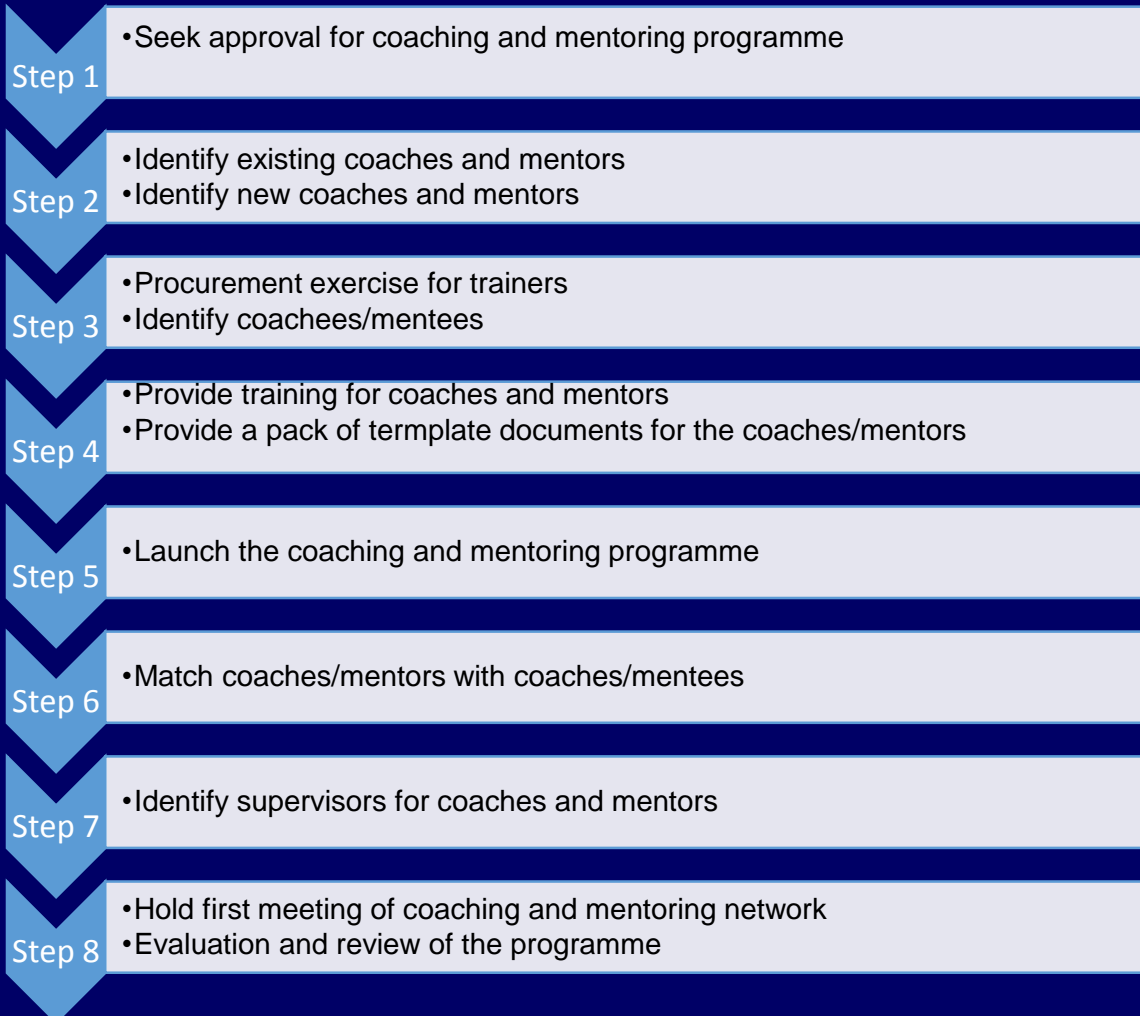 Step 1
•Seek approval for coaching and mentoring programme
Step 2
•Identify existing coaches and mentors
•Identify new coaches and mentors
Step 3
•Procurement exercise for trainers
•Identify coachees/mentees
Step 4
•Provide training for coaches and mentors
•Provide a pack of termplate documents for the coaches/mentors
Step 5
•Launch the coaching and mentoring programme
Step 6
•Match coaches/mentors with coaches/mentees
Step 7
•Identify supervisors for coaches and mentors
Step 8
•Hold first meeting of coaching and mentoring network
•Evaluation and review of the programme